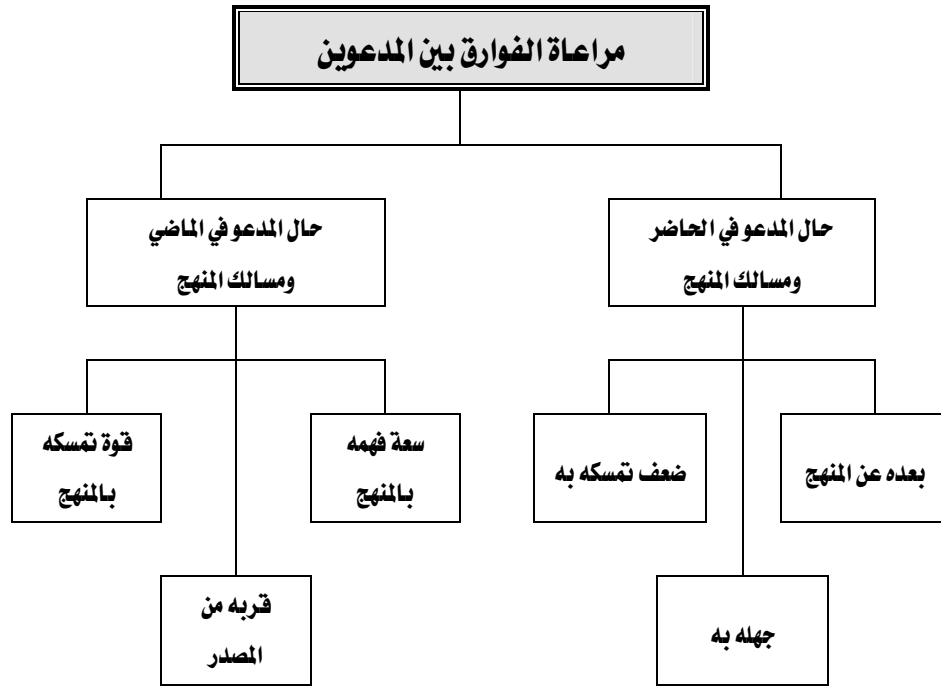 مراعاة الفوارق بين المدعوين
حال المدعو في الحاضر
ومسالك المنهج
حال المدعو في الماضي
ومسالك المنهج
بعده عن المنهج
ضعف تمسكه به
سعة فهمه
بالمنهج
قوة تمسكه
بالمنهج
جهله به
قربه من
المصدر